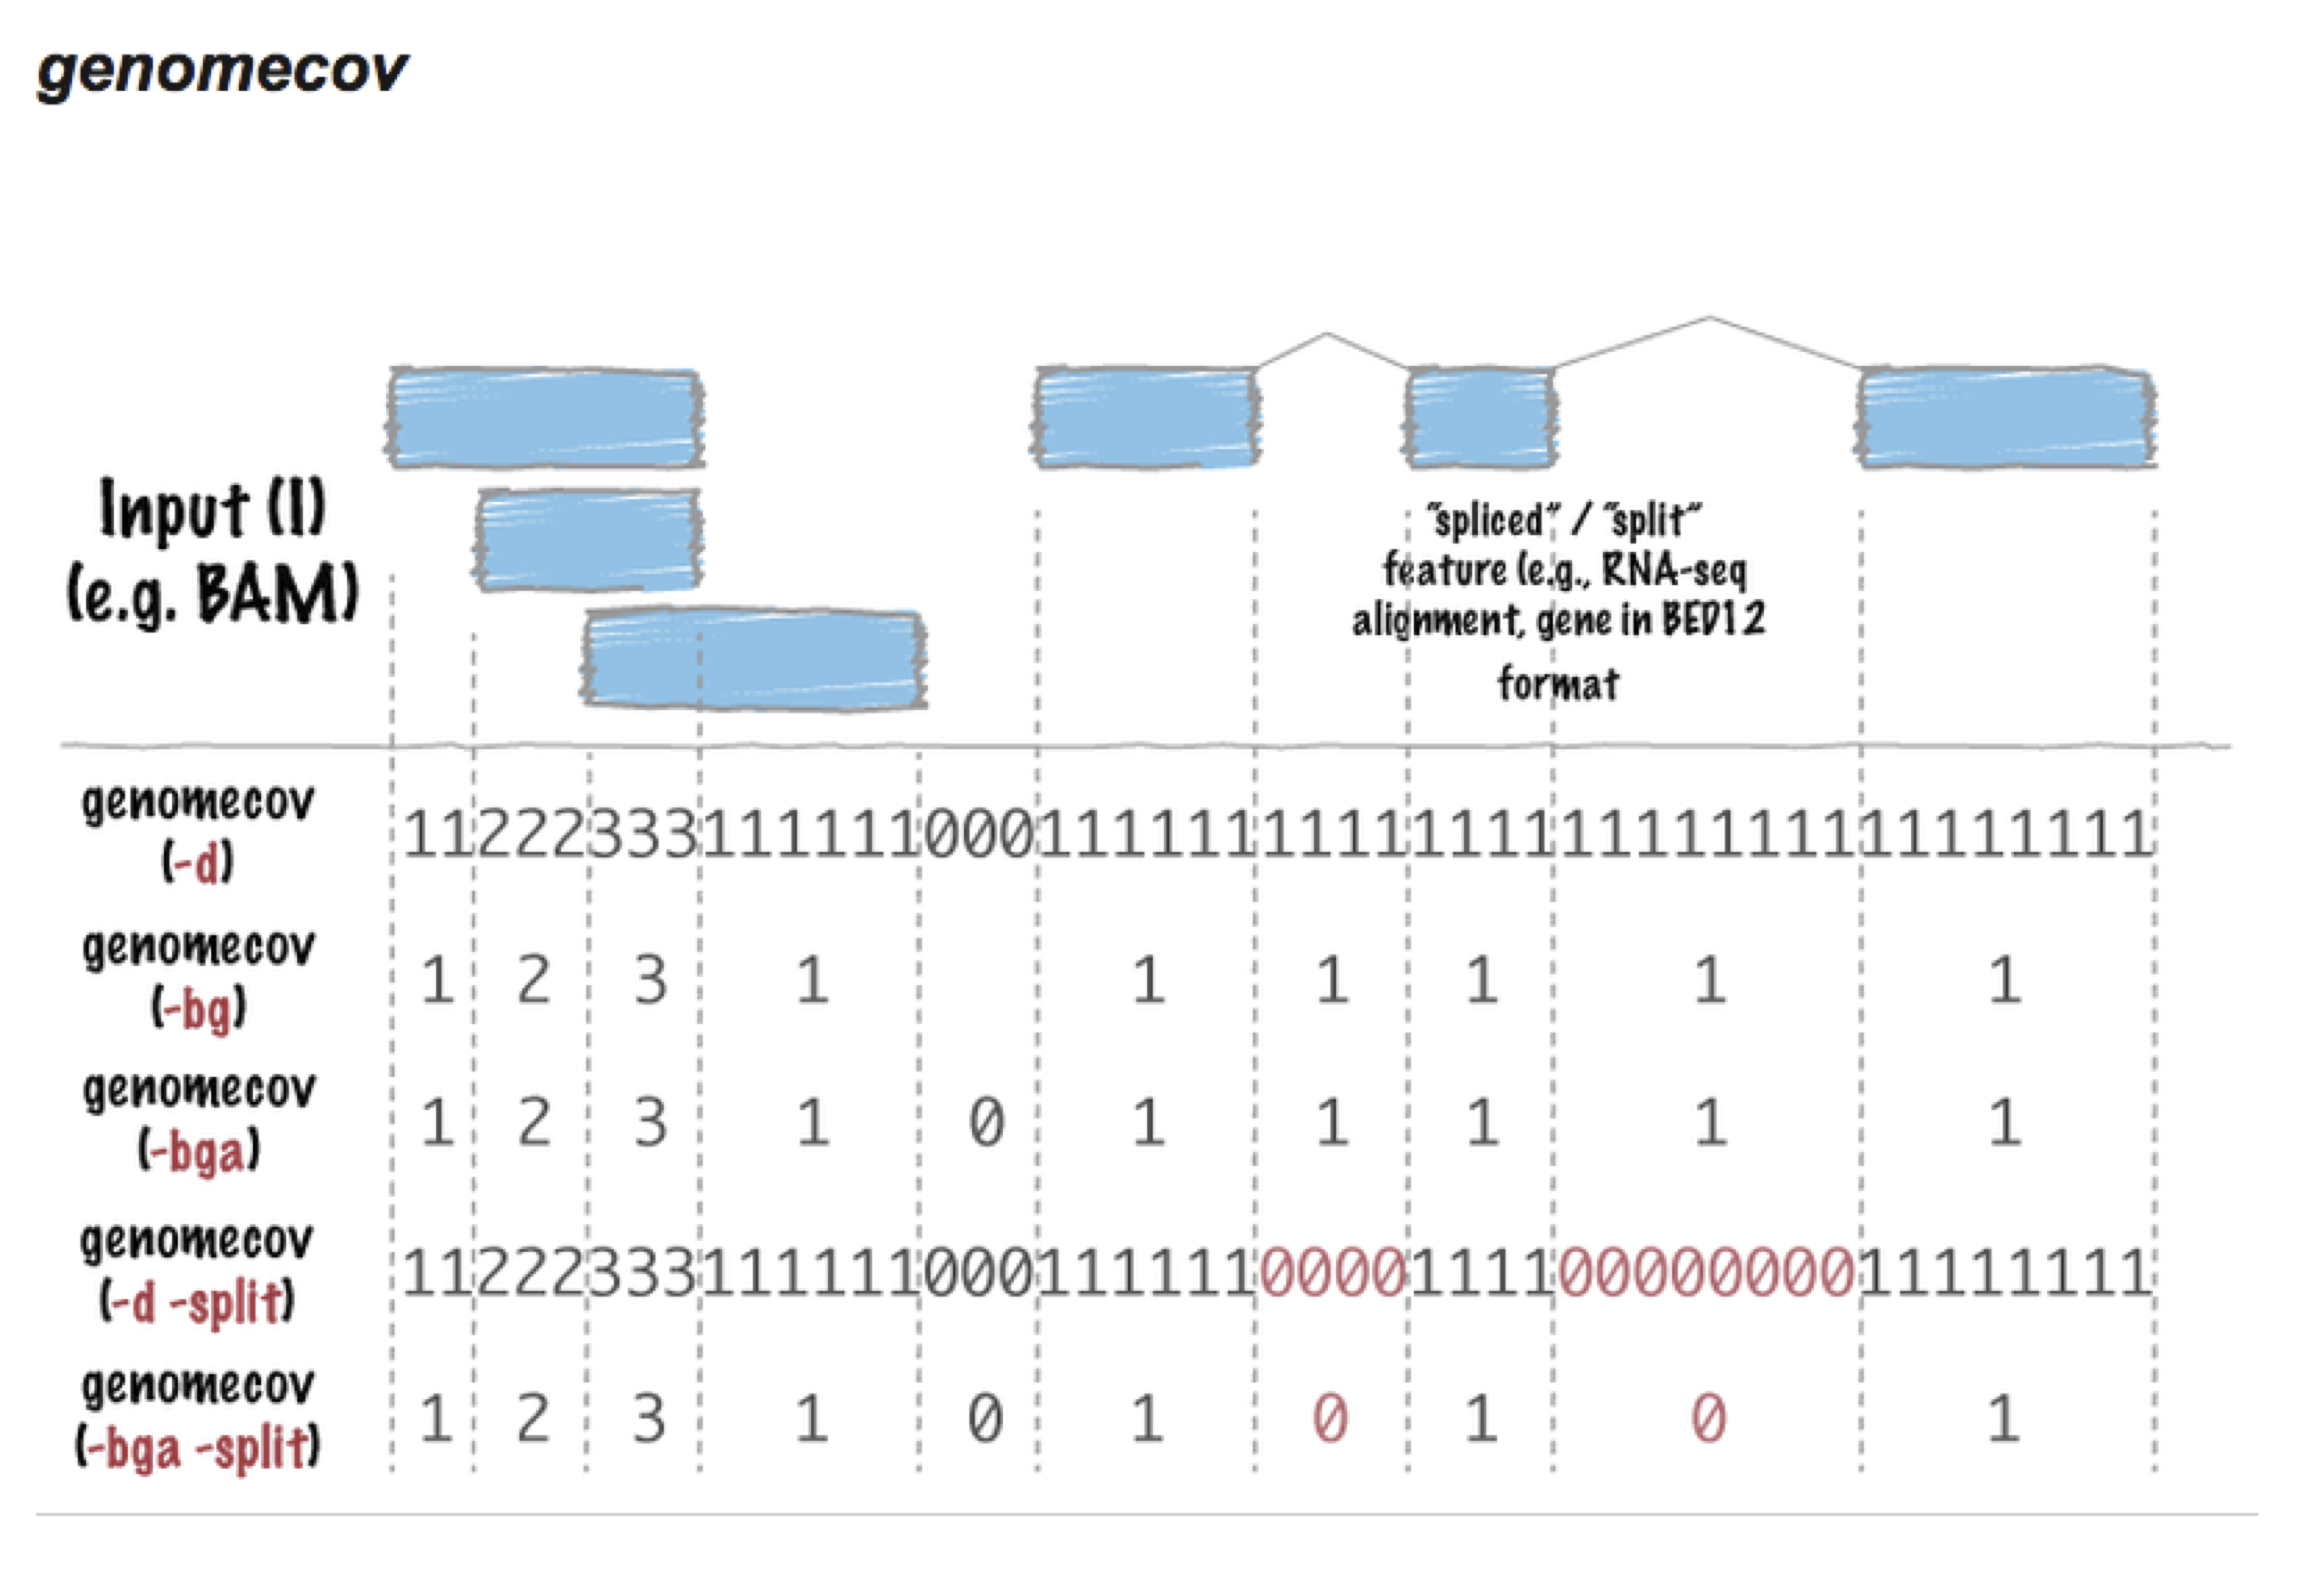 genomecov
Input (I)
(e.g. BAM)
"spliced" / "split"
feature (e.g., RNA-seq
alignment, gene in BED12
format
genomecov
(-d)
11222333111111000111111111111111111111111111111
genomecov
(-bg)
1 2 3 1 1 1 1 1 1
genomecov
(-bga)
1 2 3 1 0 1 1 1 1 1
genomecov
(-d -split)
11222333111111000111111000011110000000011111111
genomecov
(-bga -split)
1 2 3 1 0 1 0 1 0 1